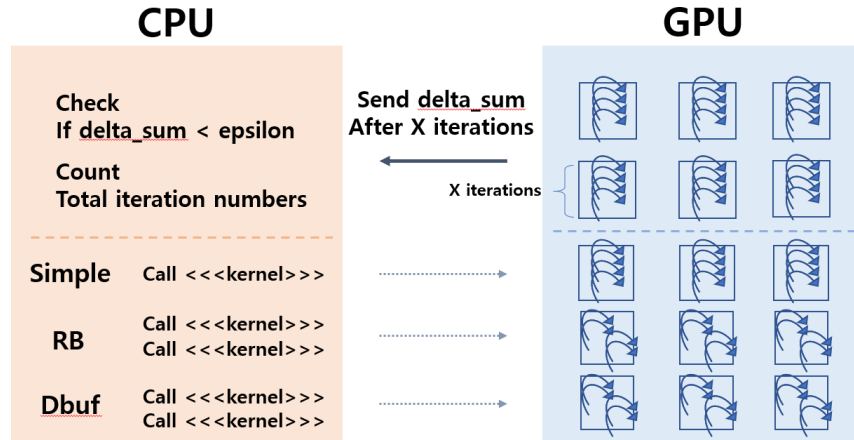 CPU
GPU
Check
If delta_sum < epsilon
Count
Total iteration numbers
Send delta_sum
After X iterations
X iterations
Simple
Call <<<kernel>>>
RB
Call <<<kernel>>>
Call <<<kernel>>>
Dbuf
Call <<<kernel>>>
Call <<<kernel>>>